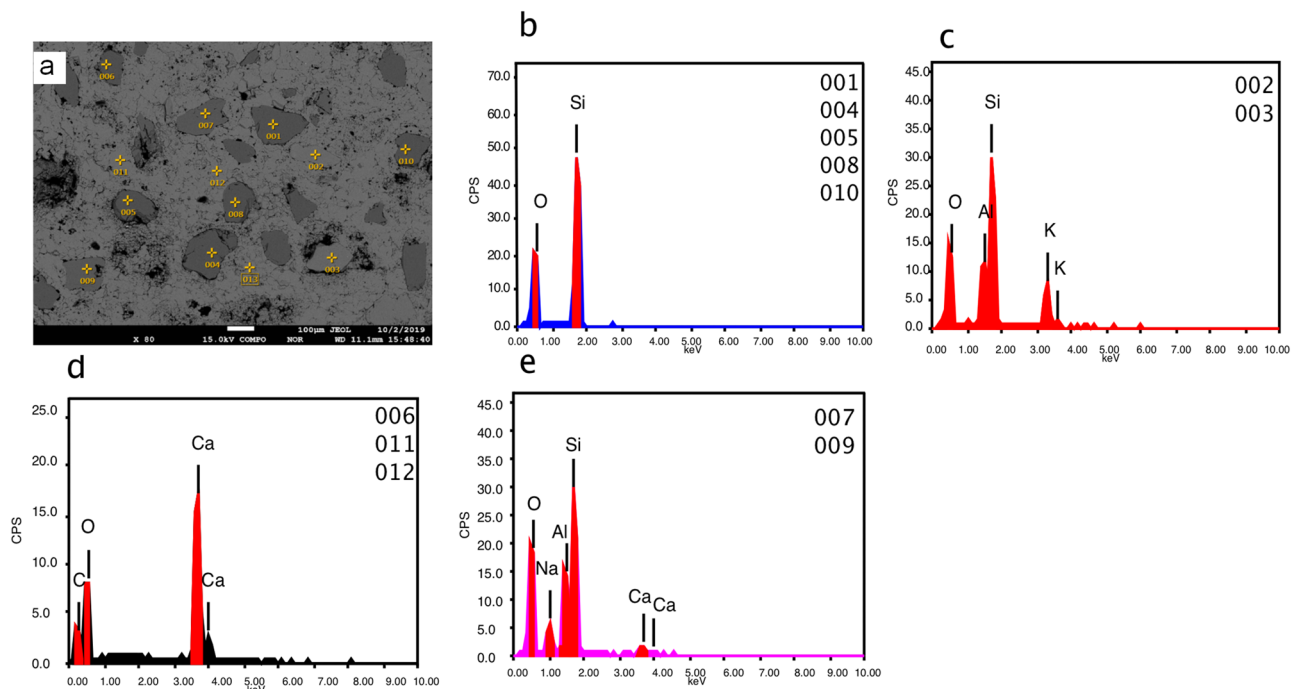 a
006
007
001
002
010
011
012
005
008
004
003
009
013
100µm JEOL 10/2/2019
X 80 15.0kV COMPO NOR WD 11.1mm 15:48:40
b
70.0
60.0
50.0
40.0
30.0
20.0
10.0
0.0
CPS
O
Si
001
004
005
008
010
0.00 1.00 2.00 3.00 4.00 5.00 6.00 7.00 8.00 9.00 10.00
keV
c
45.0
40.0
35.0
30.0
25.0
20.0
15.0
10.0
5.0
0.0
CPS
O
Al
Si
K
K
002
003
0.00 1.00 2.00 3.00 4.00 5.00 6.00 7.00 8.00 9.00 10.00
keV
d
25.0
20.0
15.0
10.0
5.0
0.0
CPS
C
O
Ca
Ca
006
011
012
0.00 1.00 2.00 3.00 4.00 5.00 6.00 7.00 8.00 9.00 10.00
keV
e
45.0
40.0
35.0
30.0
25.0
20.0
15.0
10.0
5.0
0.0
CPS
O
Na
Al
Si
Ca
Ca
007
009
0.00 1.00 2.00 3.00 4.00 5.00 6.00 7.00 8.00 9.00 10.00
keV